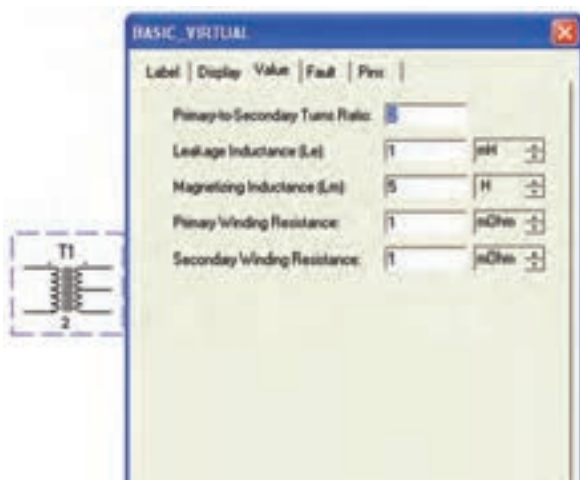 BASIC_VIRTUAL
Label Display Value Fault Pins
Primary-to-Secondary Turns Ratio:
Leakage Inductance (Le): 1 mH
Magnetizing Inductance (Lm): 5 H
Primary Winding Resistance: 1 mOhm
Secondary Winding Resistance: 1 mOhm
T1
2